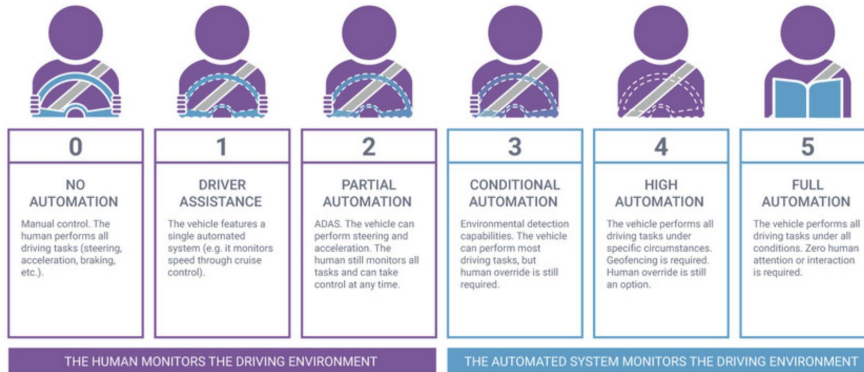 0
NO
AUTOMATION
Manual control. The
human performs all
driving tasks (steering,
acceleration, braking,
etc.).
1
DRIVER
ASSISTANCE
The vehicle features a
single automated
system (e.g. it monitors
speed through cruise
control).
2
PARTIAL
AUTOMATION
ADAS. The vehicle can
perform steering and
acceleration. The
human still monitors all
tasks and can take
control at any time.
3
CONDITIONAL
AUTOMATION
Environmental detection
capabilities. The vehicle
can perform most
driving tasks, but
human override is still
required.
4
HIGH
AUTOMATION
The vehicle performs all
driving tasks under
specific circumstances.
Geofencing is required.
Human override is still
an option.
5
FULL
AUTOMATION
The vehicle performs all
driving tasks under all
conditions. Zero human
attention or interaction
is required.
THE HUMAN MONITORS THE DRIVING ENVIRONMENT
THE AUTOMATED SYSTEM MONITORS THE DRIVING ENVIRONMENT